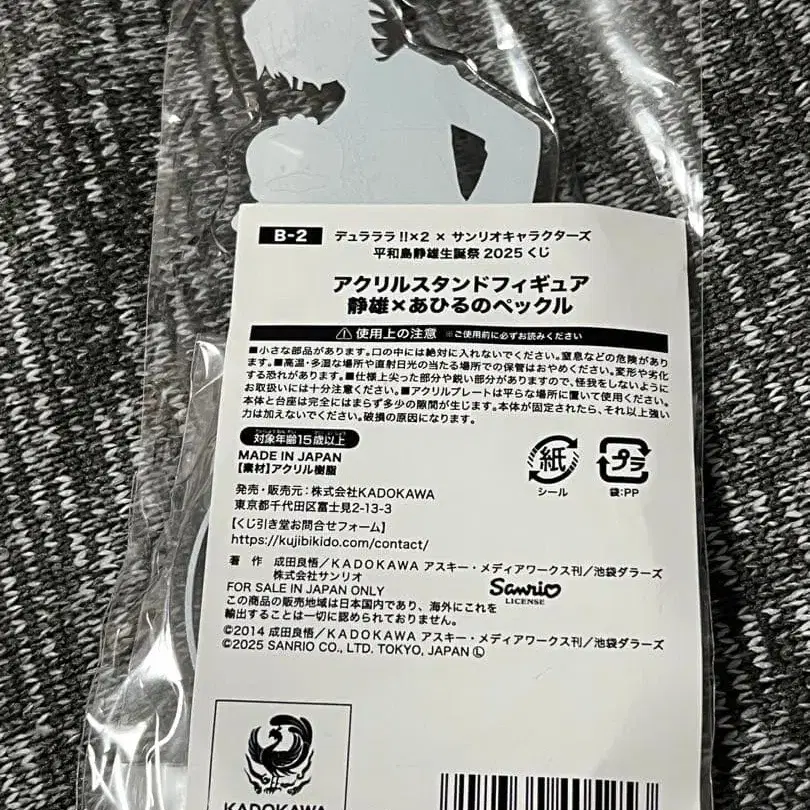 B-2 デュラララ!!×2 × サンリオキャラクターズ
平和島静雄生誕祭 2025 くじ
アクリルスタンドフィギュア
静雄×あひるのペックル
⚠使用上の注意 ※ご使用前に必ずお読みください
■小さな部品があります。口の中には絶対に入れないでください。窒息などの危険があり
ます。■高温・多湿な場所や直射日光の当たる場所での保管はおやめください。変形や劣化
する恐れがあります。■仕様上尖った部分や鋭い部分がありますので、怪我をしないように
お取扱いには十分注意ください。■アクリルプレートは平らな場所に置いて使用ください。
本体と台座は完全にはまらず多少の隙間が生じます。本体が固定されたら、それ以上強い
力は加えないでください。破損の原因になります。
対象年齢15歳以上
MADE IN JAPAN
【素材】アクリル樹脂
紙
シール
プラ
袋:PP
発売・販売元:株式会社KADOKAWA
東京都千代田区富士見2-13-3
【くじ引き堂お問合せフォーム】
https://kujibikido.com/contact/
著 作 成田良悟/KADOKAWA アスキー・メディアワークス刊/池袋ダラーズ
株式会社サンリオ
FOR SALE IN JAPAN ONLY
この商品の販売地域は日本国内であり、海外にこれを
輸出することは一切に認められておりません。
Sanrio
LICENSE
©2014 成田良悟/KADOKAWA アスキー・メディアワークス刊/池袋ダラーズ
©2025 SANRIO CO., LTD. TOKYO, JAPAN Ⓛ
KADOKAWA